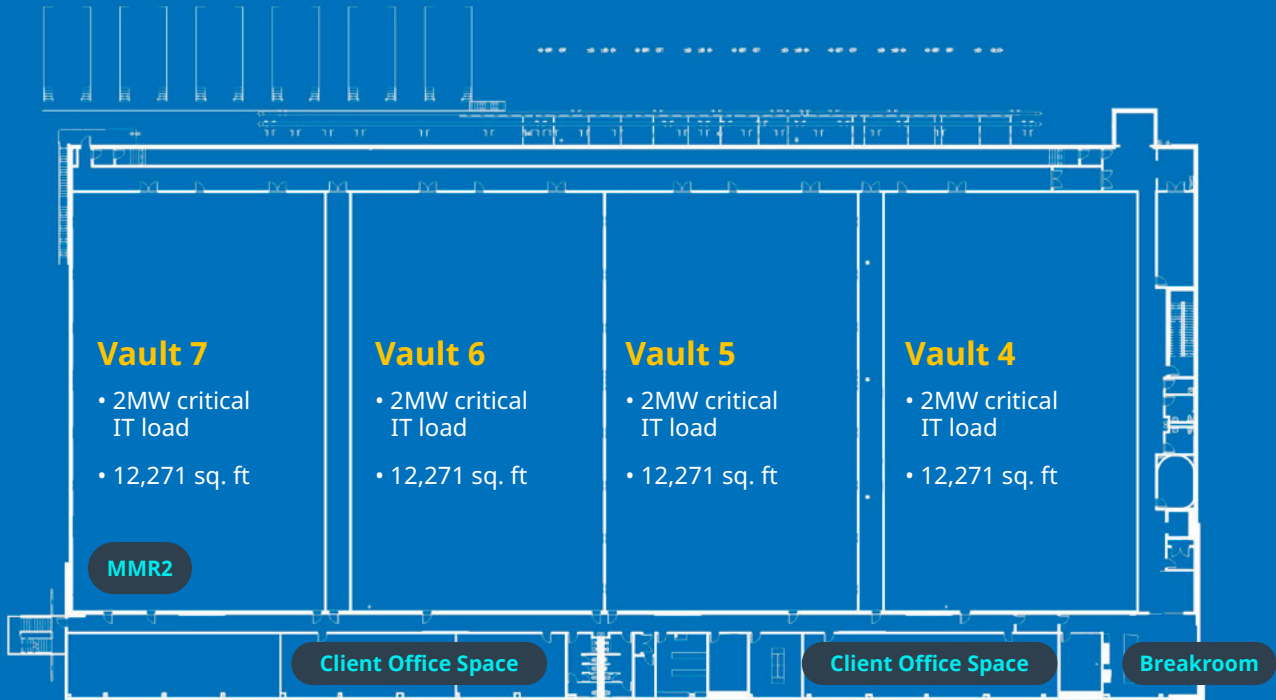 Vault 7
• 2MW critical
IT load
• 12,271 sq. ft
MMR2
Vault 6
• 2MW critical
IT load
• 12,271 sq. ft
Vault 5
• 2MW critical
IT load
• 12,271 sq. ft
Vault 4
• 2MW critical
IT load
• 12,271 sq. ft
Client Office Space
Client Office Space
Breakroom